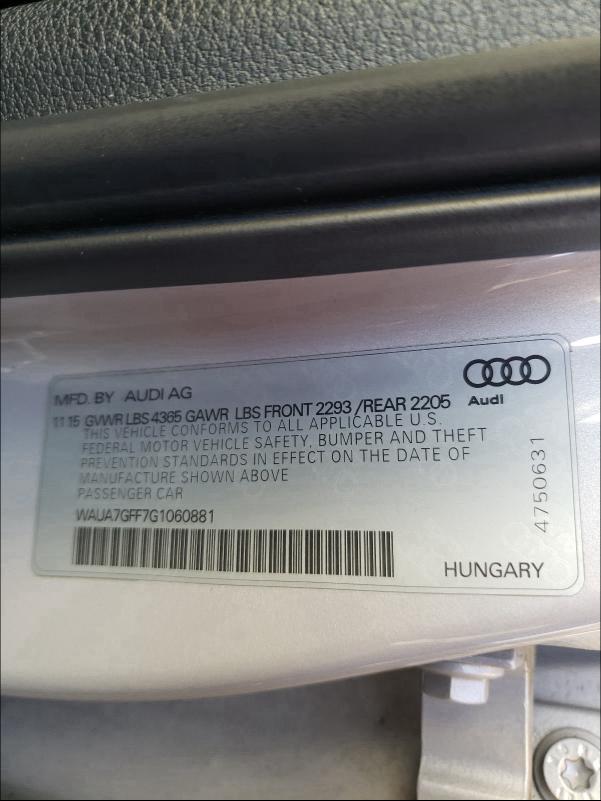 MFD. BY AUDI AG
11 15 GVWR LBS 4365 GAWR LBS FRONT 2293 /REAR 2205
Audi
THIS VEHICLE CONFORMS TO ALL APPLICABLE U.S.
FEDERAL MOTOR VEHICLE SAFETY, BUMPER AND THEFT
PREVENTION STANDARDS IN EFFECT ON THE DATE OF
MANUFACTURE SHOWN ABOVE
PASSENGER CAR
WAUA7GFF7G1060881
4750631
HUNGARY